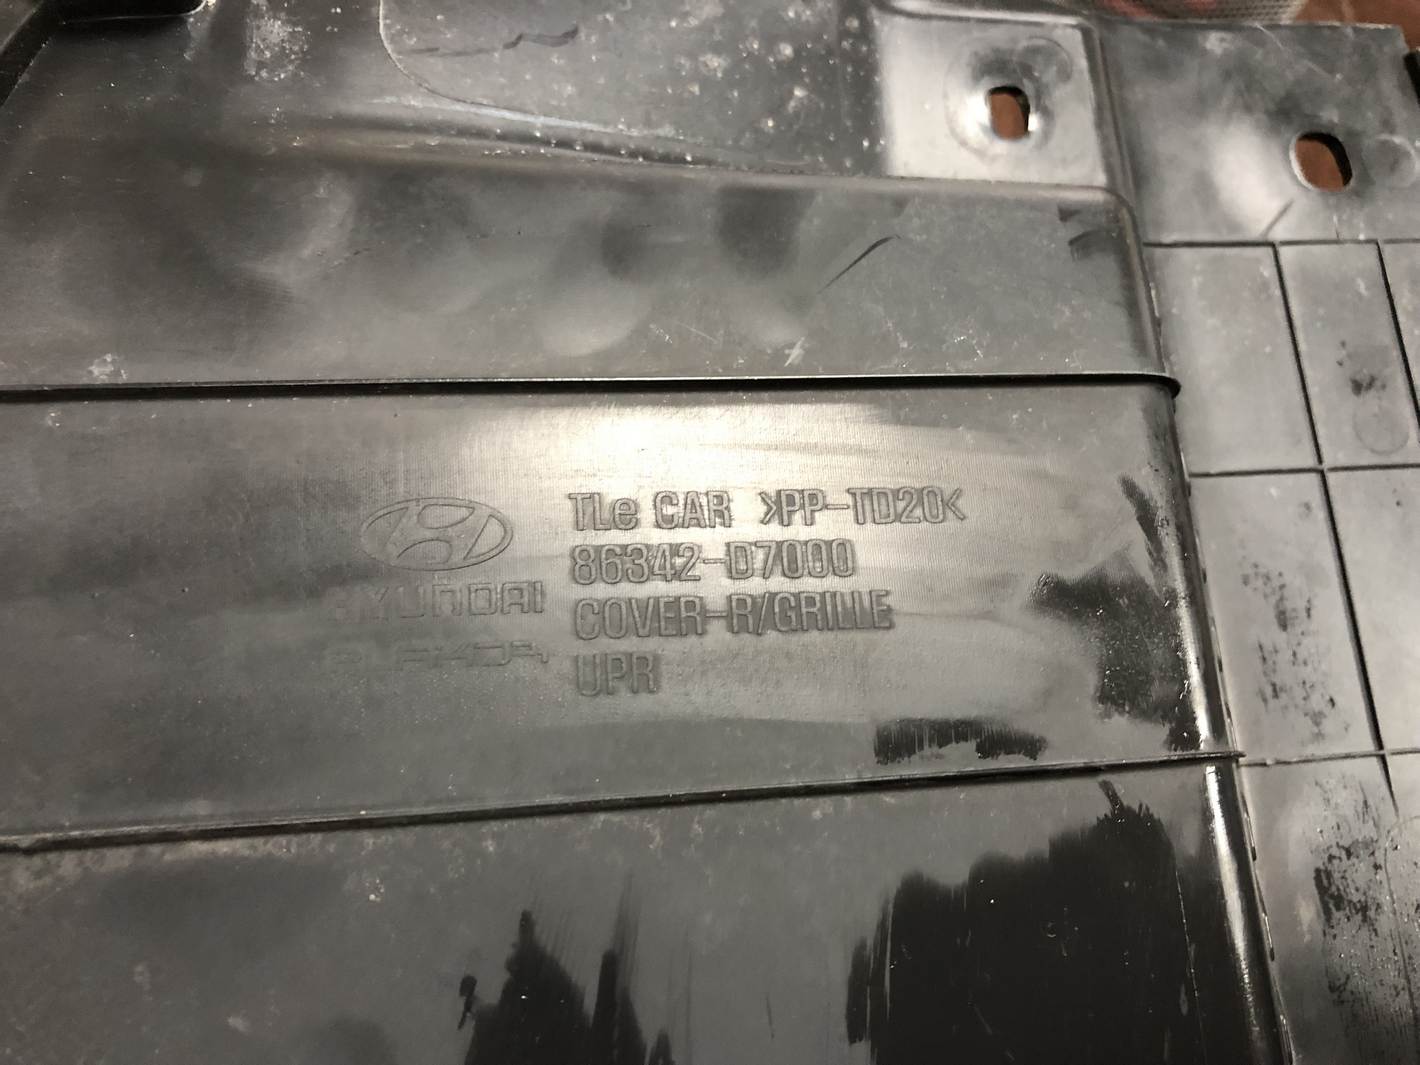 TLe CAR >PP-TD20<
86342-D7000
HYUNDAI COVER-R/GRILLE
UPR